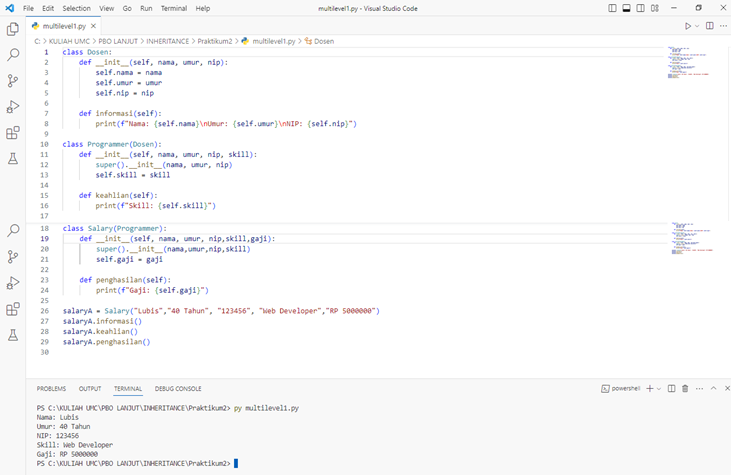 File Edit Selection View Go Run Terminal Help
multilevel1.py - Visual Studio Code
multilevel1.py
C: > KULIAH UMC > PBO LANJUT > INHERITANCE > Praktikum2 > multilevel1.py > Dosen
1 class Dosen:
2 def __init__(self, nama, umur, nip):
3 self.nama = nama
4 self.umur = umur
5 self.nip = nip
6
7 def informasi(self):
8 print(f"Nama: {self.nama}\nUmur: {self.umur}\nNIP: {self.nip}")
9
10 class Programmer(Dosen):
11 def __init__(self, nama, umur, nip, skill):
12 super().__init__(nama, umur, nip)
13 self.skill = skill
14
15 def keahlian(self):
16 print(f"Skill: {self.skill}")
17
18 class Salary(Programmer):
19 def __init__(self, nama, umur, nip,skill,gaji):
20 super().__init__(nama,umur,nip,skill)
21 self.gaji = gaji
22
23 def penghasilan(self):
24 print(f"Gaji: {self.gaji}")
25
26 salaryA = Salary("Lubis","40 Tahun", "123456", "Web Developer","RP 5000000")
27 salaryA.informasi()
28 salaryA.keahlian()
29 salaryA.penghasilan()
30
PROBLEMS OUTPUT TERMINAL DEBUG CONSOLE
powershell
PS C:\KULIAH UMC\PBO LANJUT\INHERITANCE\Praktikum2> py multilevel1.py
Nama: Lubis
Umur: 40 Tahun
NIP: 123456
Skill: Web Developer
Gaji: RP 5000000
PS C:\KULIAH UMC\PBO LANJUT\INHERITANCE\Praktikum2>